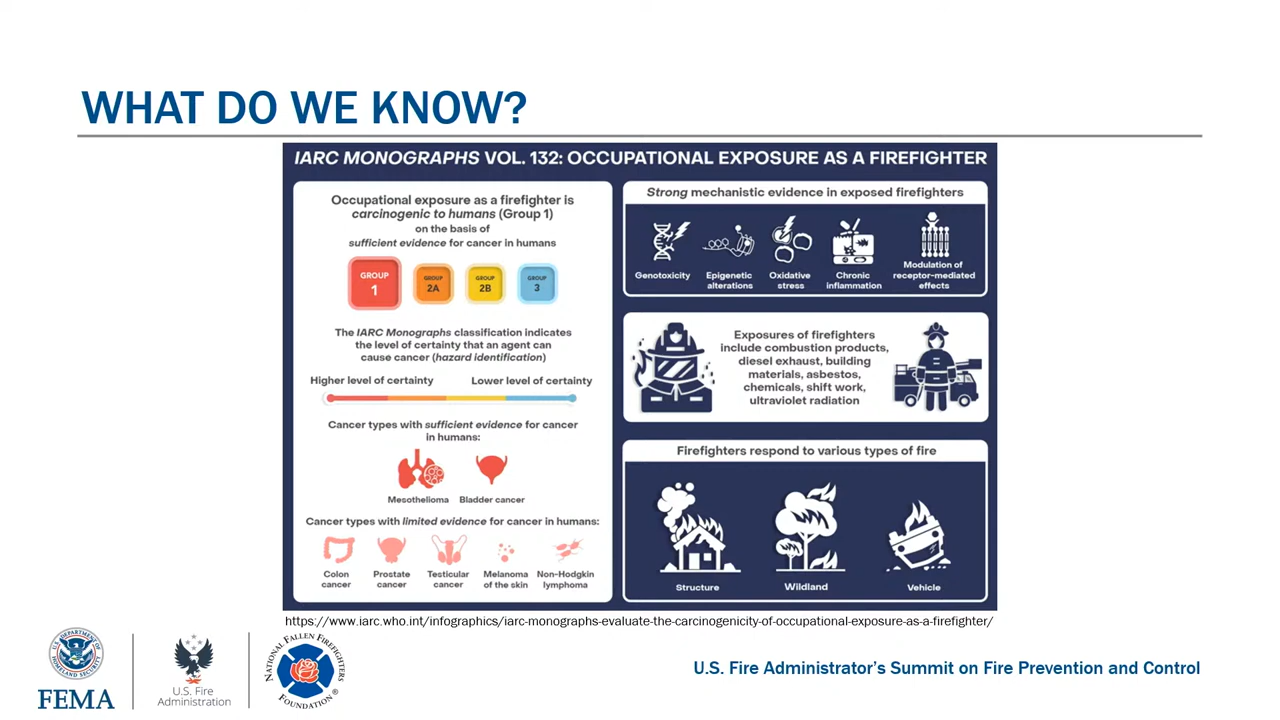 WHAT DO WE KNOW?
IARC MONOGRAPHS VOL. 132: OCCUPATIONAL EXPOSURE AS A FIREFIGHTER
Occupational exposure as a firefighter is
carcinogenic to humans (Group 1)
on the basis of
sufficient evidence for cancer in humans
GROUP
1
GROUP
2A
GROUP
2B
GROUP
3
The IARC Monographs classification indicates
the level of certainty that an agent can
cause cancer (hazard identification)
Higher level of certainty
Lower level of certainty
Cancer types with sufficient evidence for cancer
in humans:
Mesothelioma
Bladder cancer
Cancer types with limited evidence for cancer in humans:
Colon
cancer
Prostate
cancer
Testicular
cancer
Melanoma
of the skin
Non-Hodgkin
lymphoma
Strong mechanistic evidence in exposed firefighters
Genotoxicity
Epigenetic
alterations
Oxidative
stress
Chronic
inflammation
Modulation of
receptor-mediated
effects
Exposures of firefighters
include combustion products,
diesel exhaust, building
materials, asbestos,
chemicals, shift work,
ultraviolet radiation
Firefighters respond to various types of fire
Structure
Wildland
Vehicle
https://www.iarc.who.int/infographics/iarc-monographs-evaluate-the-carcinogenicity-of-occupational-exposure-as-a-firefighter/
U.S. DEPARTMENT OF
HOMELAND SECURITY
FEMA
U.S. Fire
Administration
NATIONAL FALLEN FIREFIGHTERS
FOUNDATION ®
U.S. Fire Administrator's Summit on Fire Prevention and Control